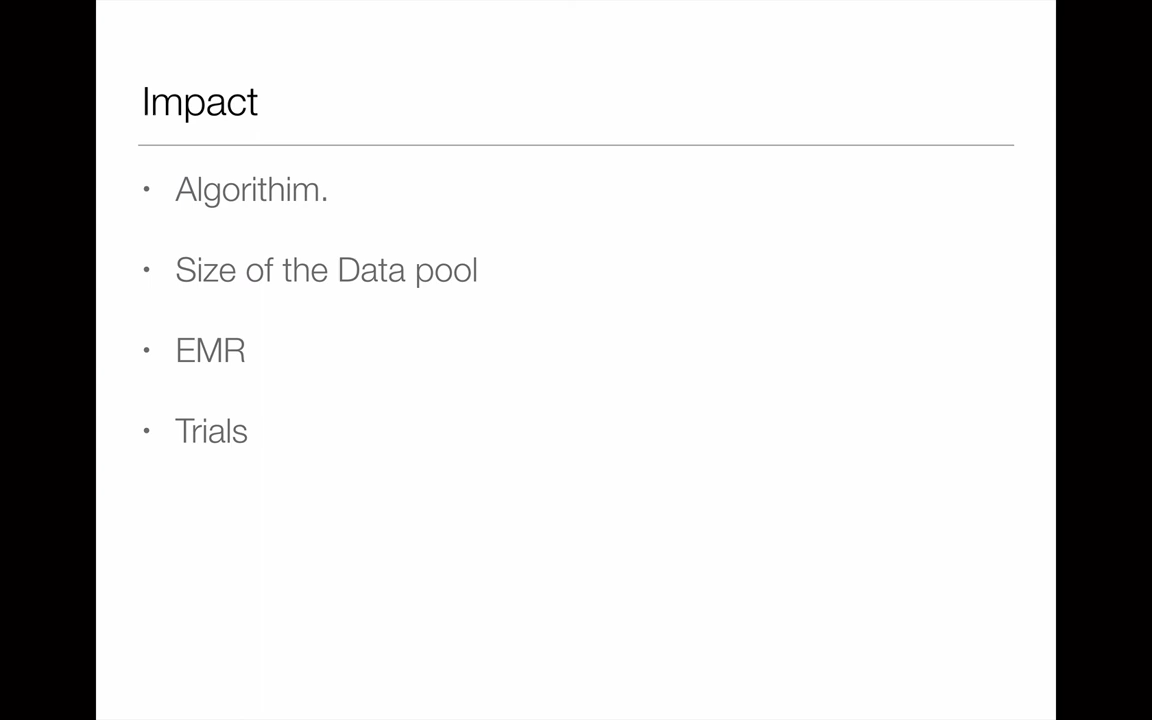 Impact
• Algorithim.
• Size of the Data pool
• EMR
• Trials